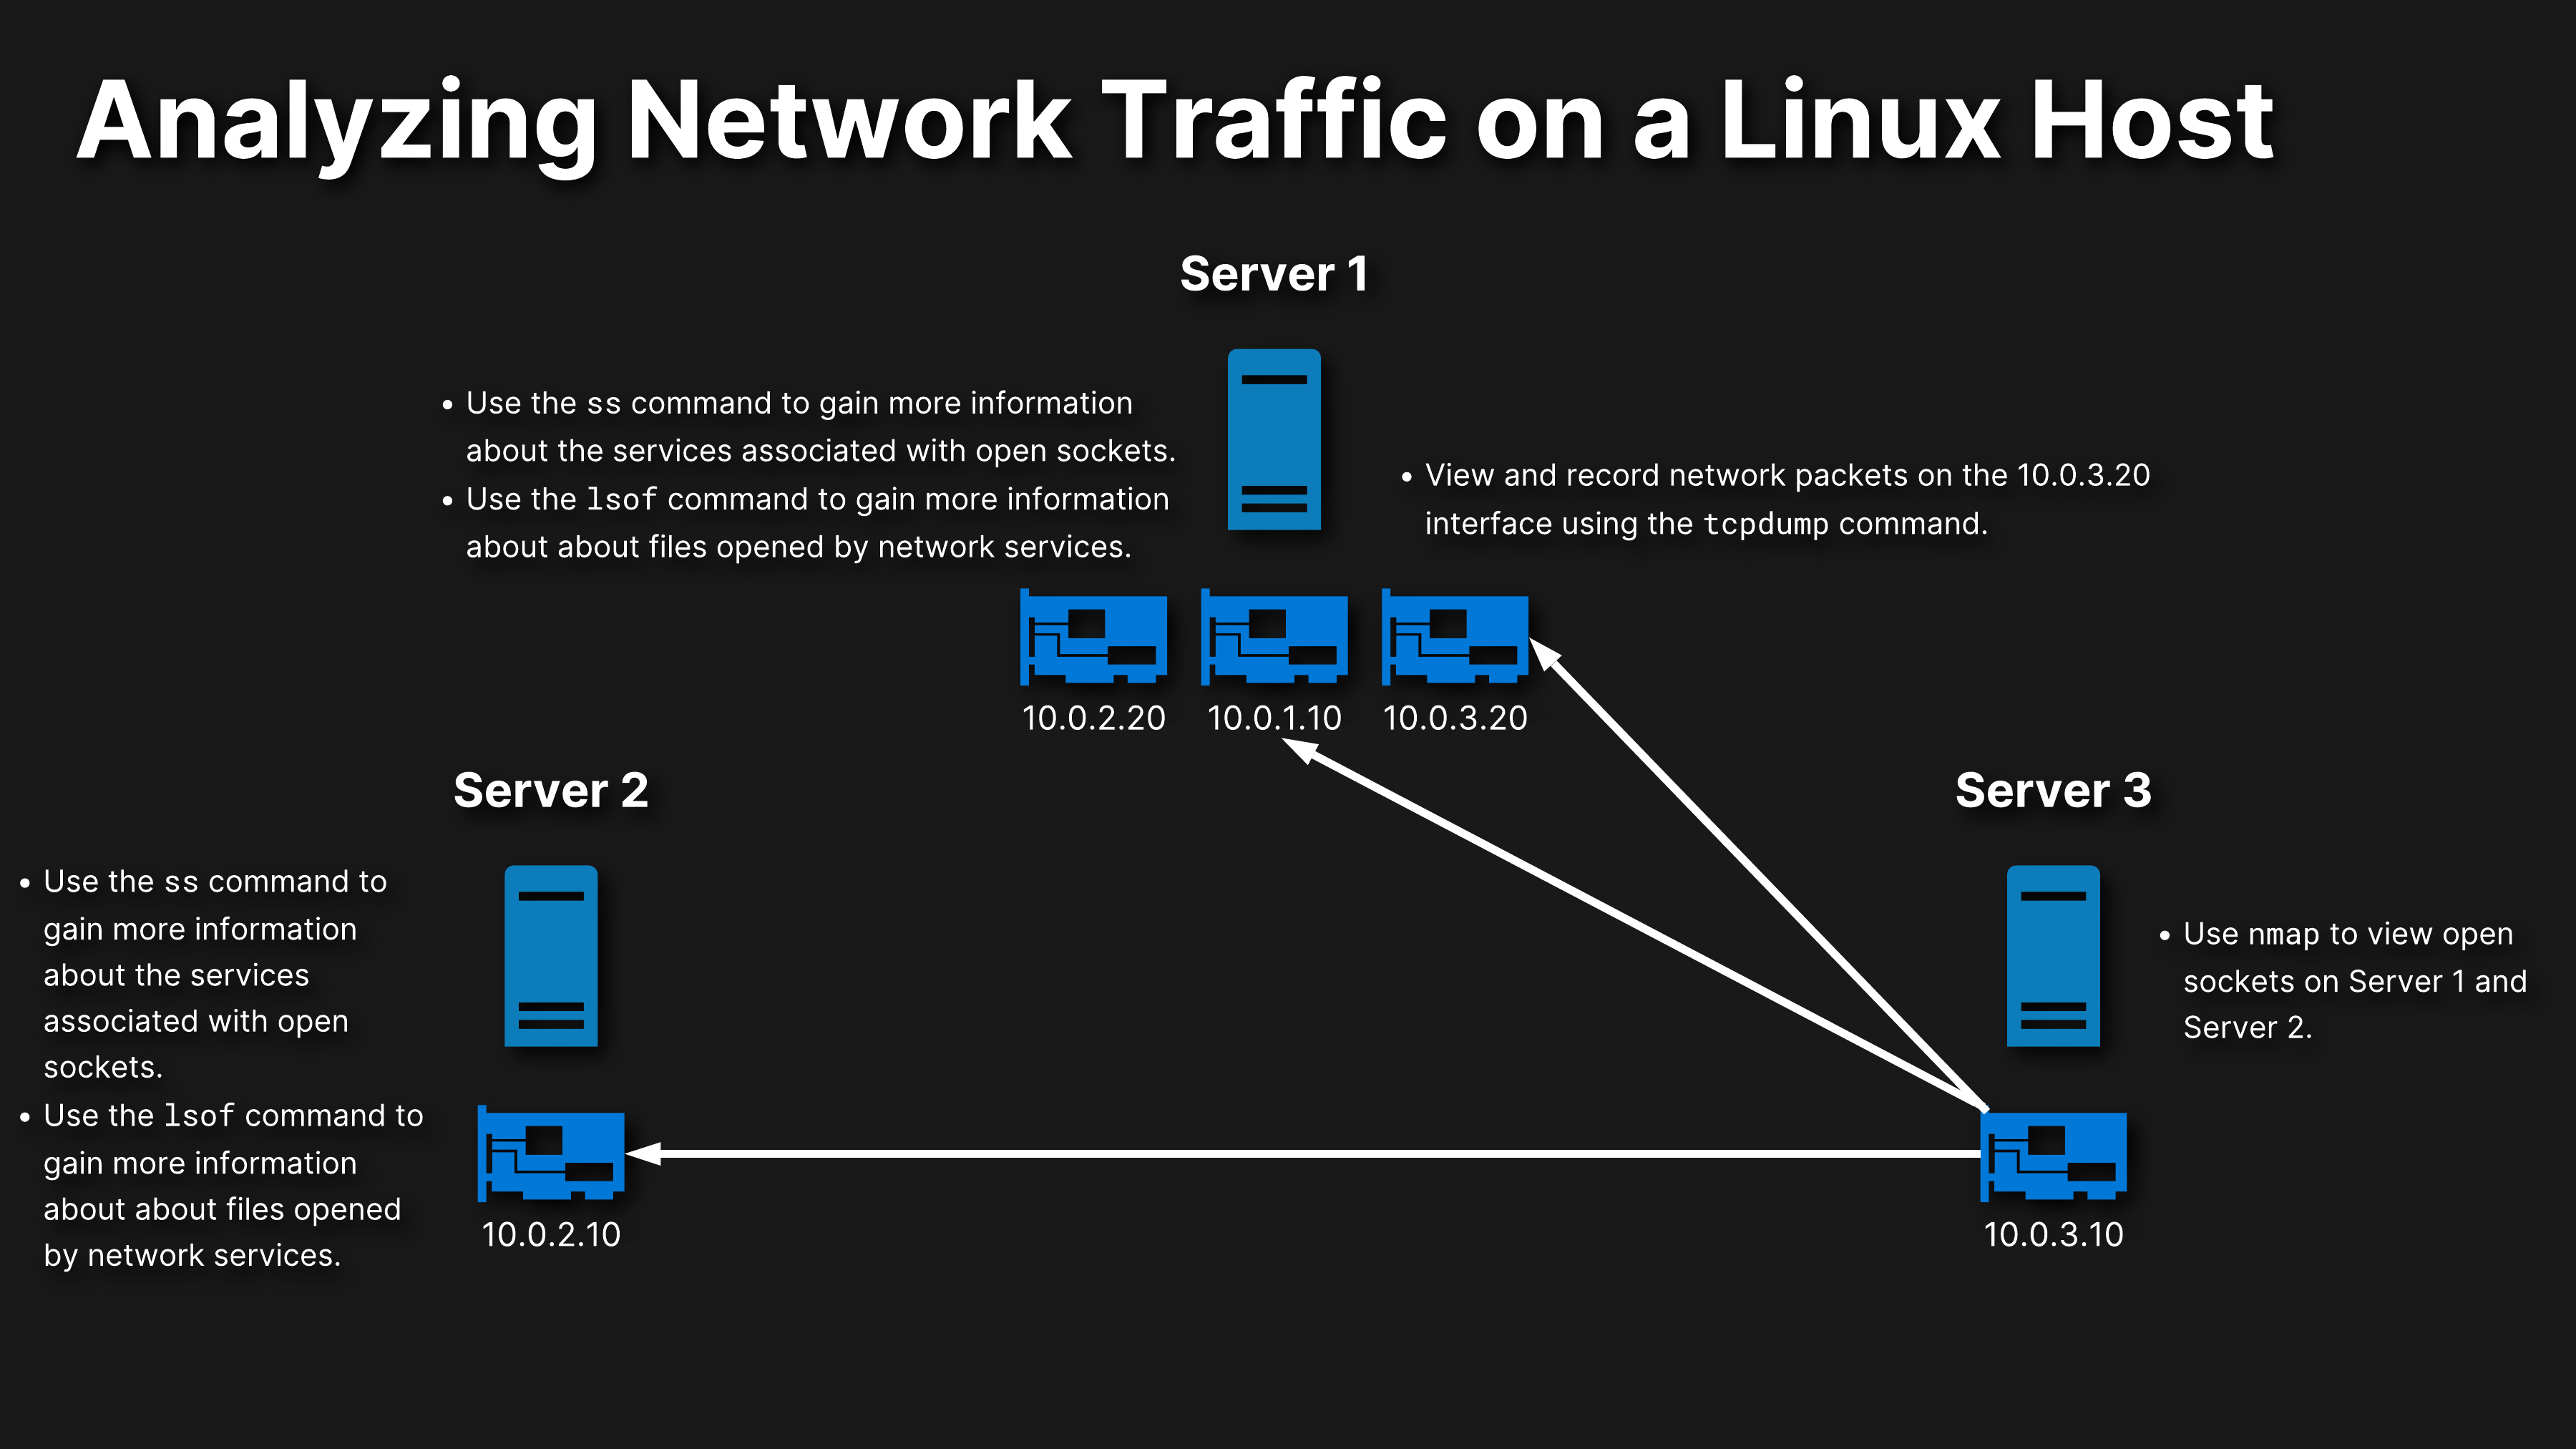 Analyzing Network Traffic on a Linux Host
Server 1
• Use the ss command to gain more information
about the services associated with open sockets.
• Use the lsof command to gain more information
about about files opened by network services.
• View and record network packets on the 10.0.3.20
interface using the tcpdump command.
10.0.2.20
10.0.1.10
10.0.3.20
Server 2
• Use the ss command to
gain more information
about the services
associated with open
sockets.
• Use the lsof command to
gain more information
about about files opened
by network services.
10.0.2.10
Server 3
• Use nmap to view open
sockets on Server 1 and
Server 2.
10.0.3.10